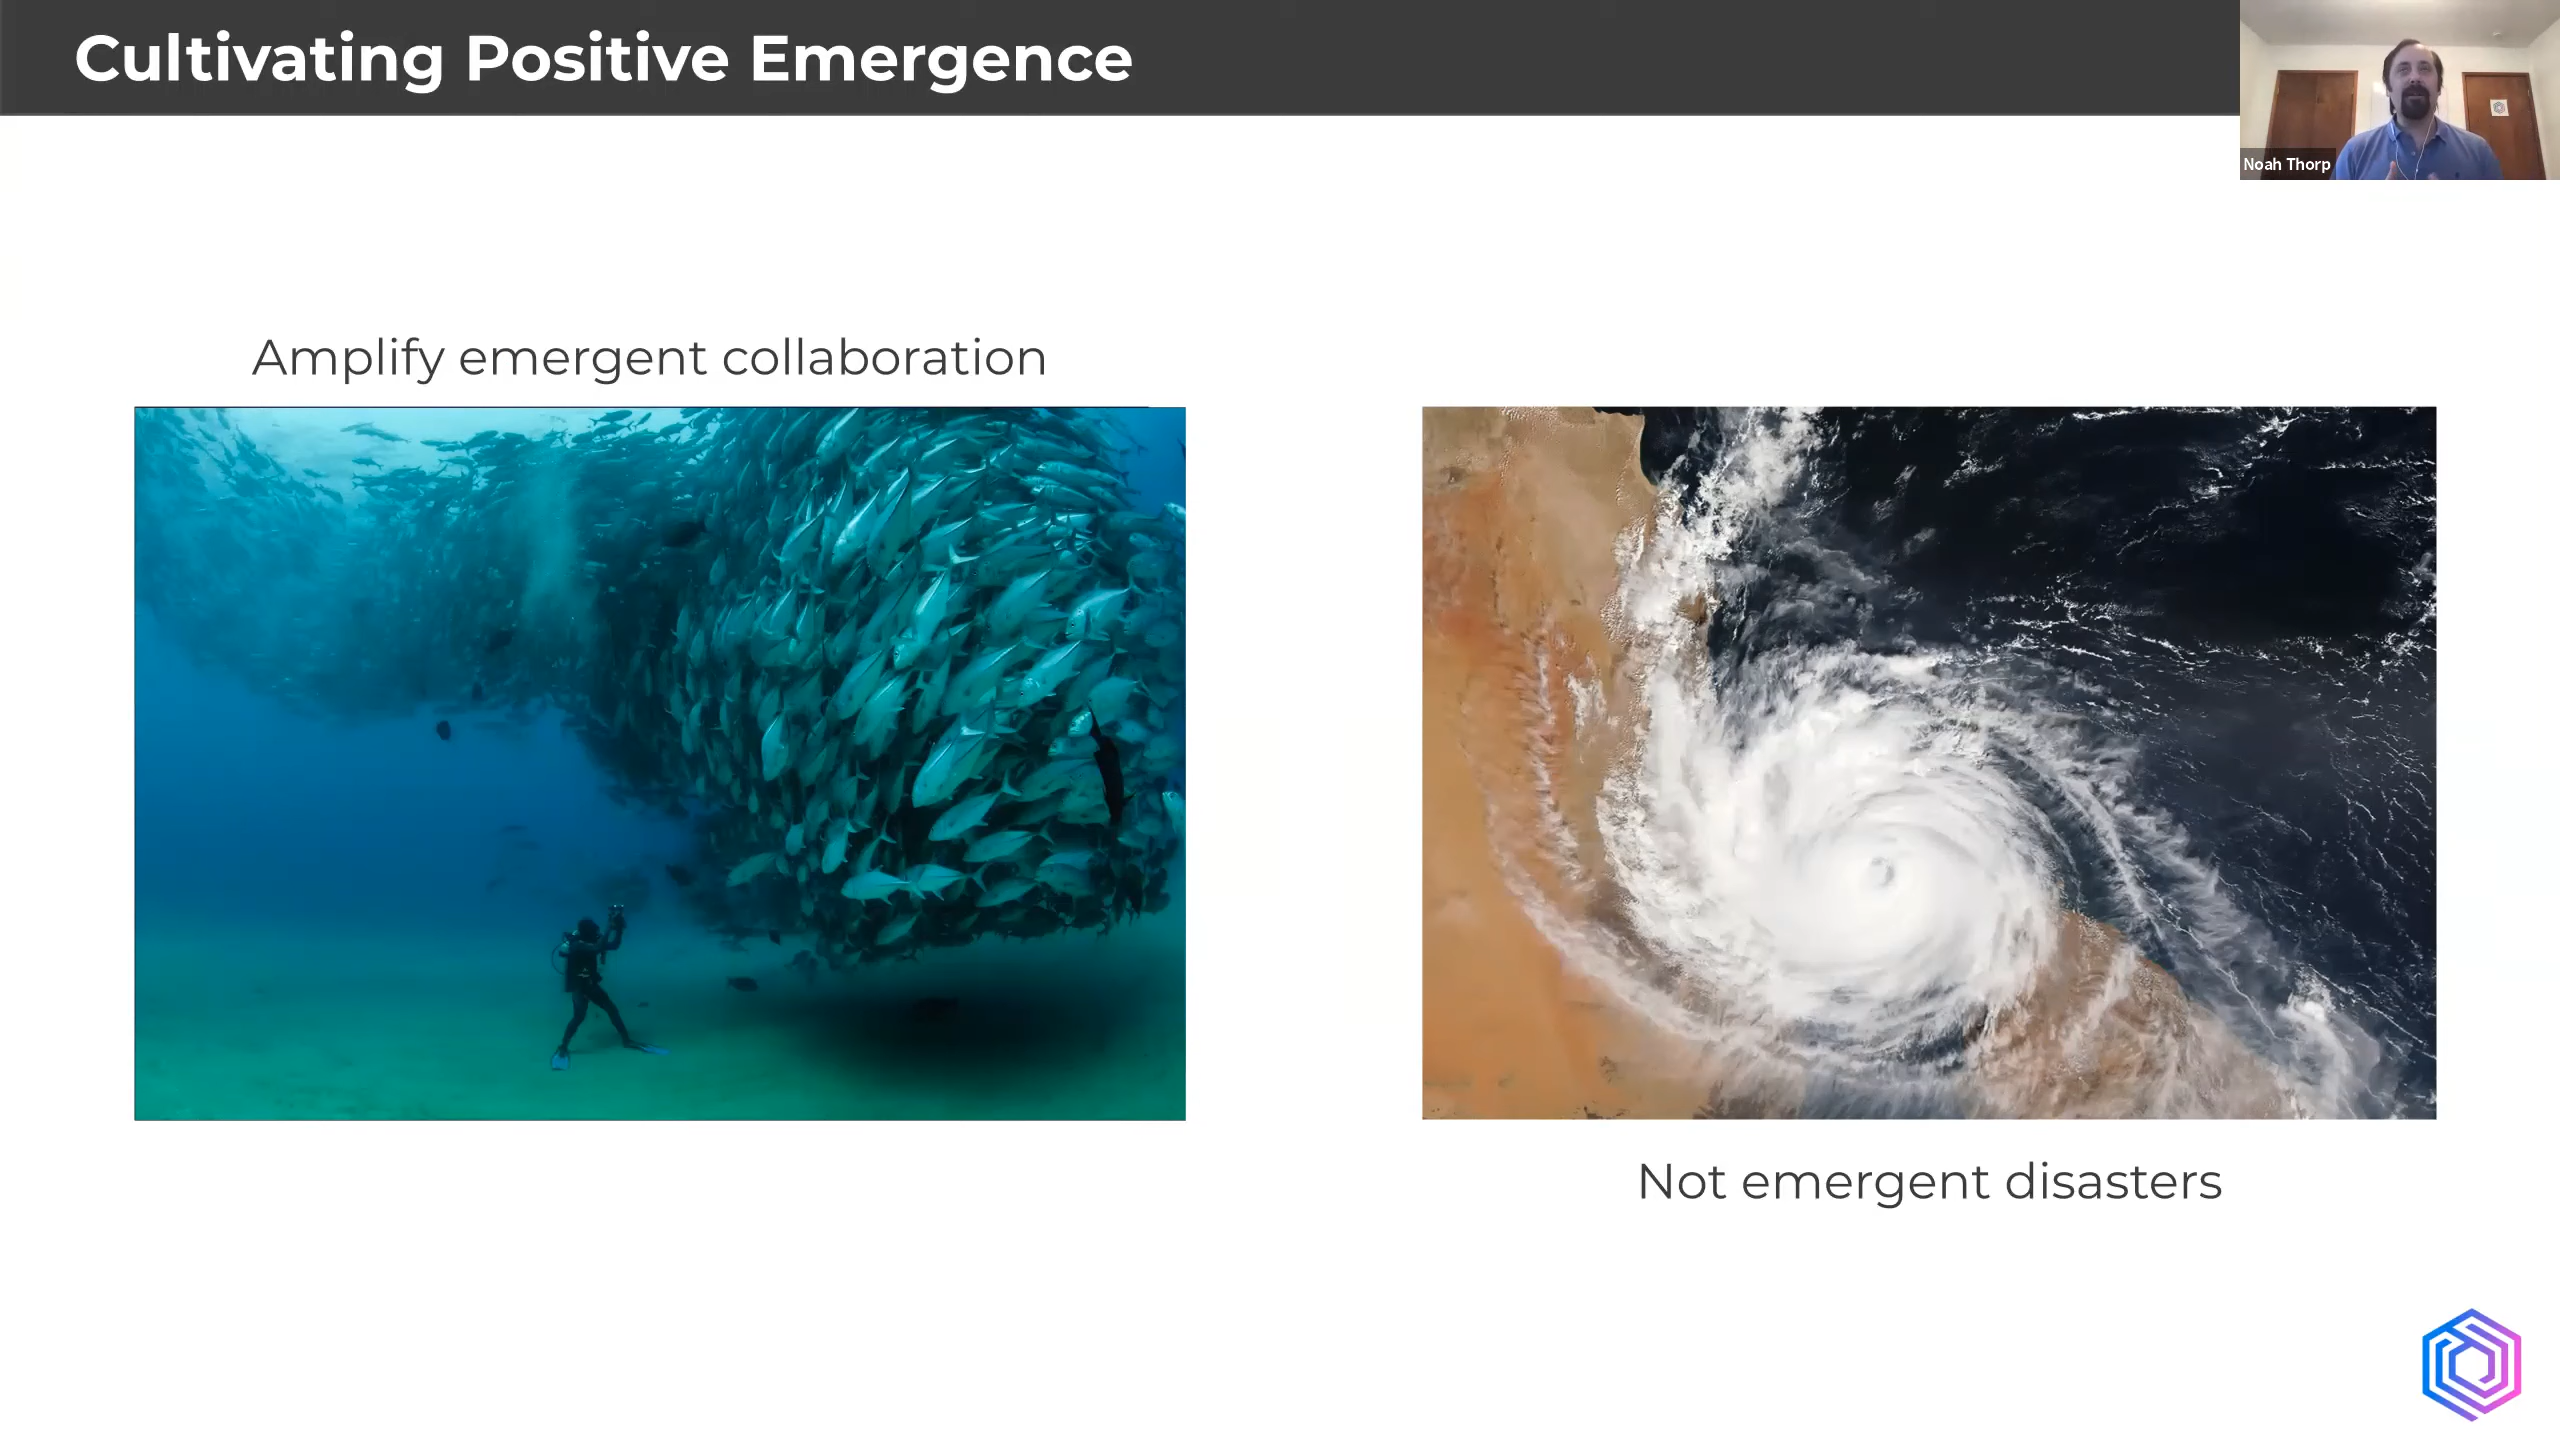 Cultivating Positive Emergence
Noah Thorp
Amplify emergent collaboration
Not emergent disasters